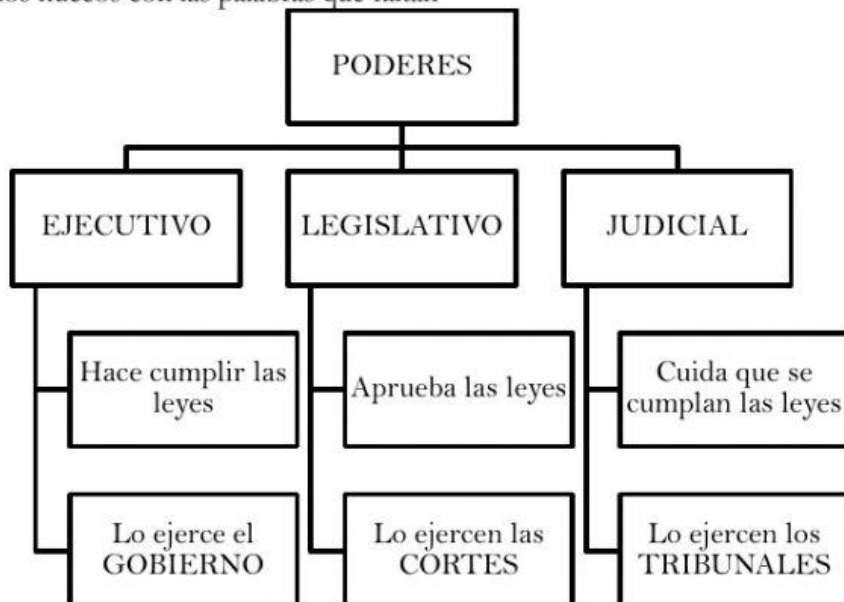 PODERES
EJECUTIVO
LEGISLATIVO
JUDICIAL
Hace cumplir las
leyes
Aprueba las leyes
Cuida que se
cumplan las leyes
Lo ejerce el
GOBIERNO
Lo ejercen las
CORTES
Lo ejercen los
TRIBUNALES